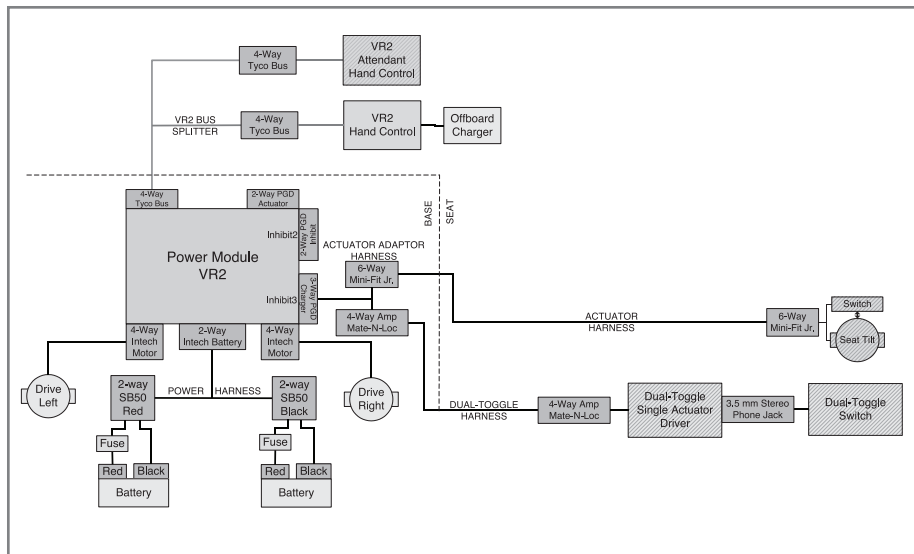 4-Way
Tyco Bus
VR2
Attendant
Hand Control
VR2 BUS
SPLITTER
4-Way
Tyco Bus
VR2
Hand Control
Offboard
Charger
4-Way
Tyco Bus
2-Way PGD
Actuator
BASE
SEAT
Power Module
VR2
Inhibit2
2-Way PGD
Inhibit
Inhibit3
3-Way PGD
Charger
ACTUATOR ADAPTOR
HARNESS
6-Way
Mini-Fit Jr.
4-Way Amp
Mate-N-Loc
ACTUATOR
HARNESS
6-Way
Mini-Fit Jr.
Switch
Seat Tilt
4-Way
Intech
Motor
2-Way
Intech Battery
4-Way
Intech
Motor
Drive
Left
2-way
SB50
Red
POWER
HARNESS
2-way
SB50
Black
Drive
Right
DUAL-TOGGLE
HARNESS
4-Way Amp
Mate-N-Loc
Dual-Toggle
Single Actuator
Driver
3.5 mm Stereo
Phone Jack
Dual-Toggle
Switch
Fuse
Fuse
Red
Black
Battery
Red
Black
Battery